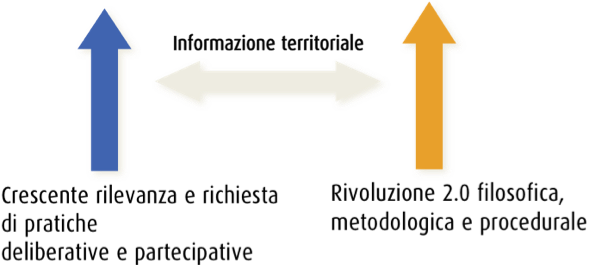 Informazione territoriale
Crescente rilevanza e richiesta
di pratiche
deliberative e partecipative
Rivoluzione 2.0 filosofica,
metodologica e procedurale